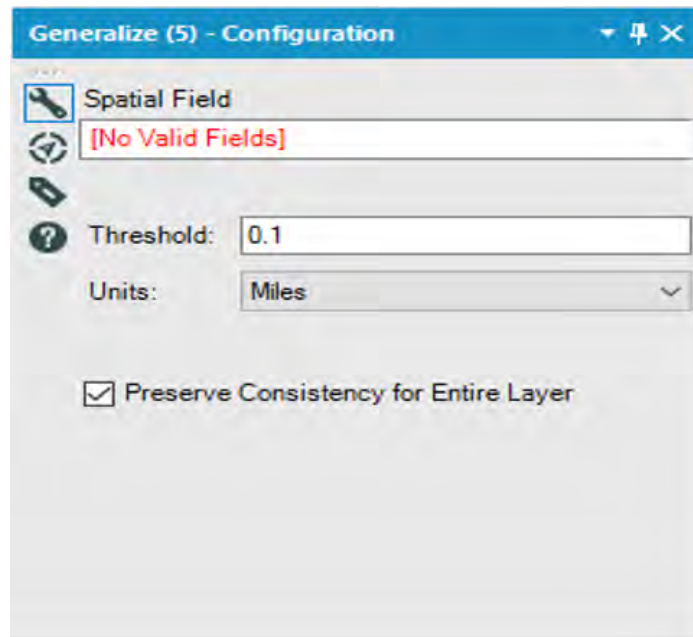 Generalize (5) - Configuration
Spatial Field
[No Valid Fields]
Threshold: 0.1
Units: Miles
Preserve Consistency for Entire Layer